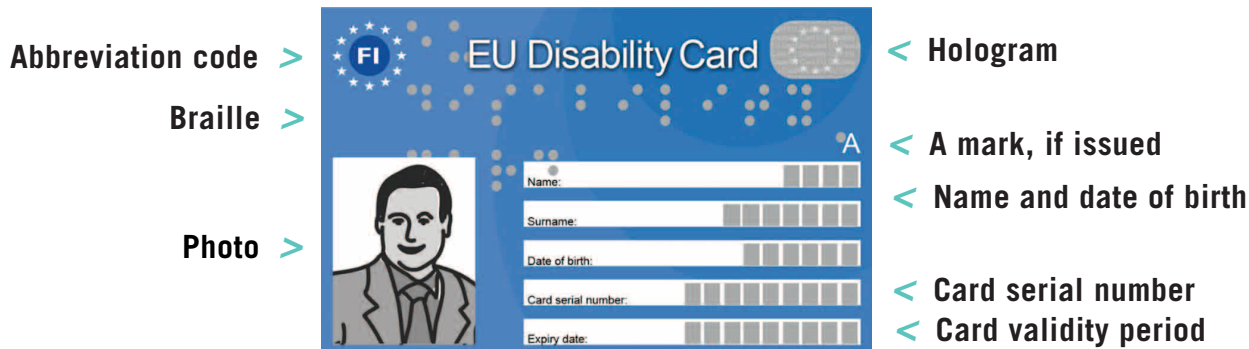 Abbreviation code >
Braille >
Photo >
FI
EU Disability Card
A
Name:
Surname:
Date of birth:
Card serial number:
Expiry date:
< Hologram
< A mark, if issued
< Name and date of birth
< Card serial number
< Card validity period